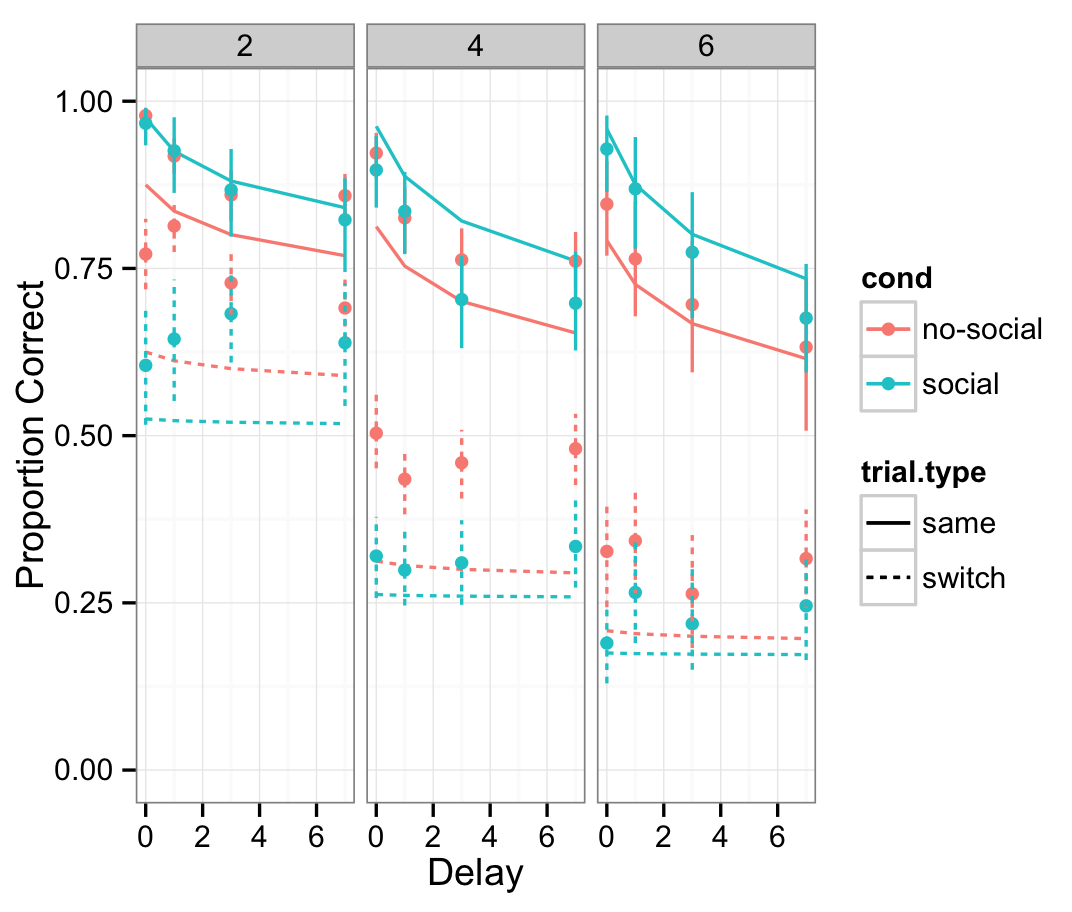 2 4 6
1.00
0.75
0.50
0.25
0.00
Proportion Correct
0 2 4 6 0 2 4 6 0 2 4 6
Delay
cond
no-social
social
trial.type
same
switch